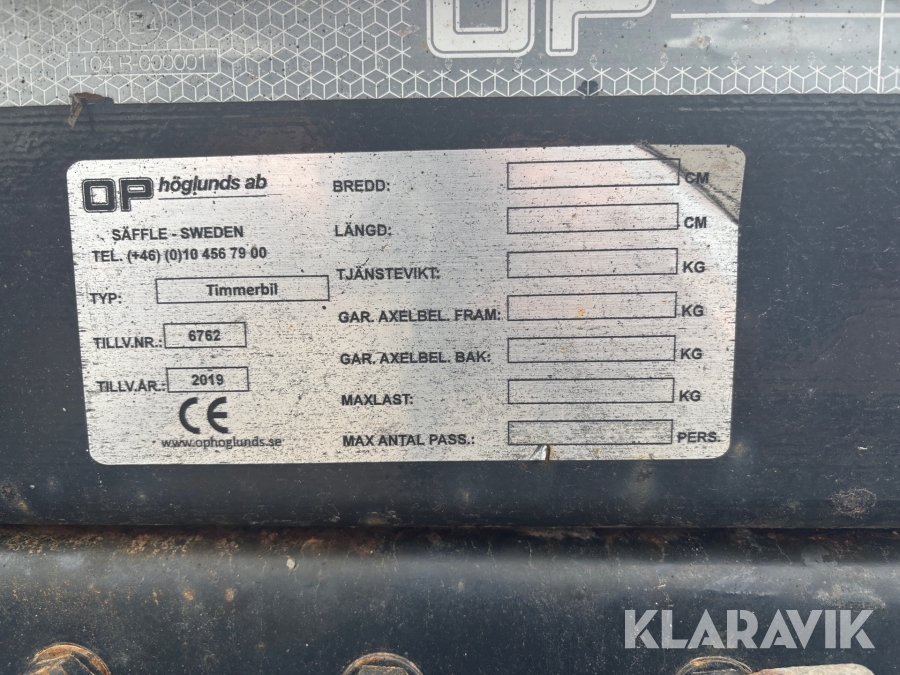 OP
104 R-090001
OP höglunds ab
SÄFFLE - SWEDEN
TEL. (+46) (0)10 456 79 00
TYP: Timmerbil
TILLV.NR.: 6762
TILLV.ÅR.: 2019
CE
www.ophoglunds.se
BREDD: CM
LÄNGD: CM
TJÄNSTEVIKT: KG
GAR. AXELBEL. FRAM: KG
GAR. AXELBEL. BAK: KG
MAXLAST: KG
MAX ANTAL PASS.: PERS.
KLARAVIK